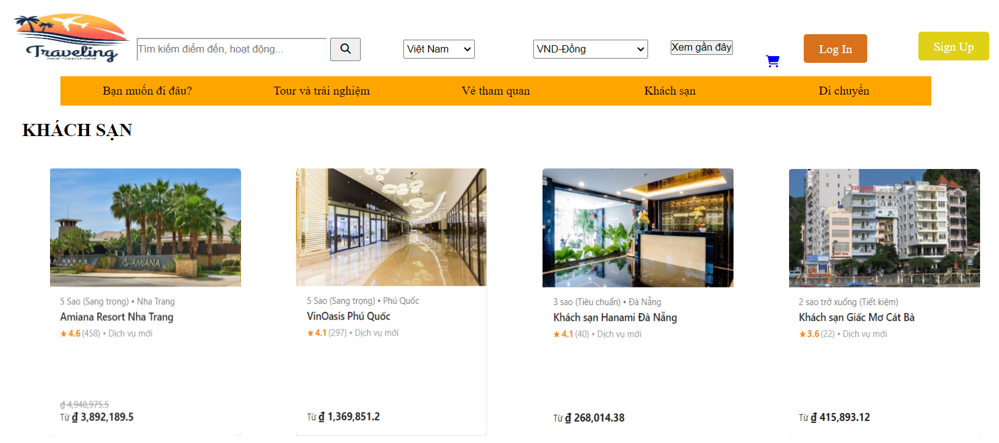 Traveling
Tìm kiếm điểm đến, hoạt động...
Việt Nam
VND-Đồng
Xem gần đây
Log In
Sign Up
Bạn muốn đi đâu?
Tour và trải nghiệm
Vé tham quan
Khách sạn
Di chuyển
KHÁCH SẠN
AMIANA
HANAMI HOTEL
CAT BA DREAM
5 Sao (Sang trọng) • Nha Trang
Amiana Resort Nha Trang
★ 4.6 (458) • Dịch vụ mới
₫ 4,948,975.5
Từ ₫ 3,892,189.5
5 Sao (Sang trọng) • Phú Quốc
VinOasis Phú Quốc
★ 4.1 (297) • Dịch vụ mới
Từ ₫ 1,369,851.2
3 sao (Tiêu chuẩn) • Đà Nẵng
Khách sạn Hanami Đà Nẵng
★ 4.1 (40) • Dịch vụ mới
Từ ₫ 268,014.38
2 sao trở xuống (Tiết kiệm)
Khách sạn Giấc Mơ Cát Bà
★ 3.6 (22) • Dịch vụ mới
Từ ₫ 415,893.12